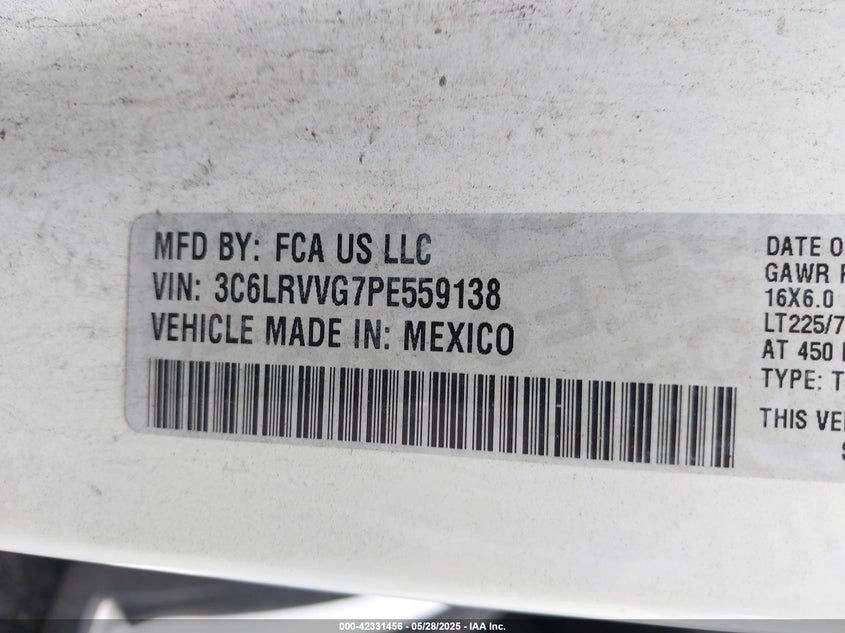 MFD BY: FCA US LLC
VIN: 3C6LRVVG7PE559138
VEHICLE MADE IN: MEXICO
DATE O
GAWR
16X6.0
LT225/7
AT 450
TYPE: T
THIS VE
000-42331456 - 05/28/2025 - IAA Inc.